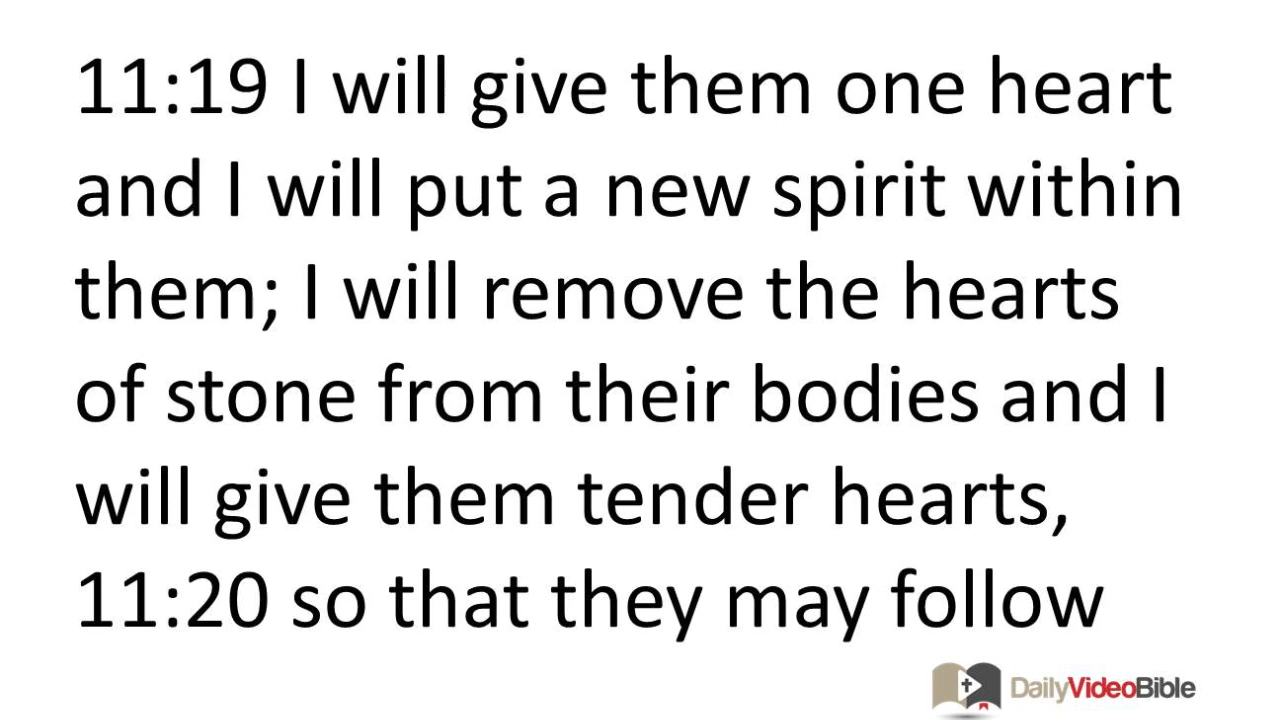 11:19 I will give them one heart
and I will put a new spirit within
them; I will remove the hearts
of stone from their bodies and I
will give them tender hearts,
11:20 so that they may follow
DailyVideoBible